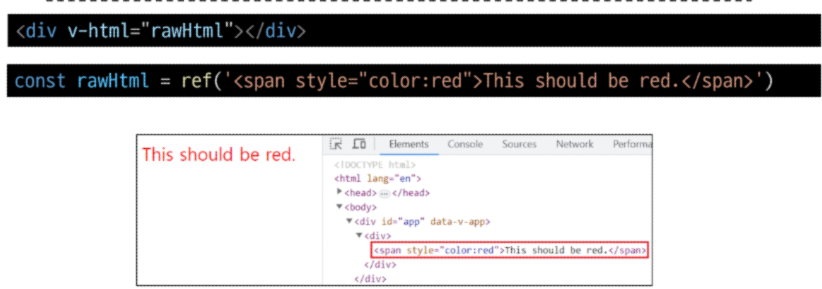 <div v-html="rawHtml"></div>
const rawHtml = ref('<span style="color:red">This should be red.</span>')
This should be red.
Elements Console Sources Network Performa
<!DOCTYPE html>
<html lang="en">
<head> … </head>
<body>
<div id="app" data-v-app>
<div>
<span style="color:red">This should be red.</span>
</div>
</div>